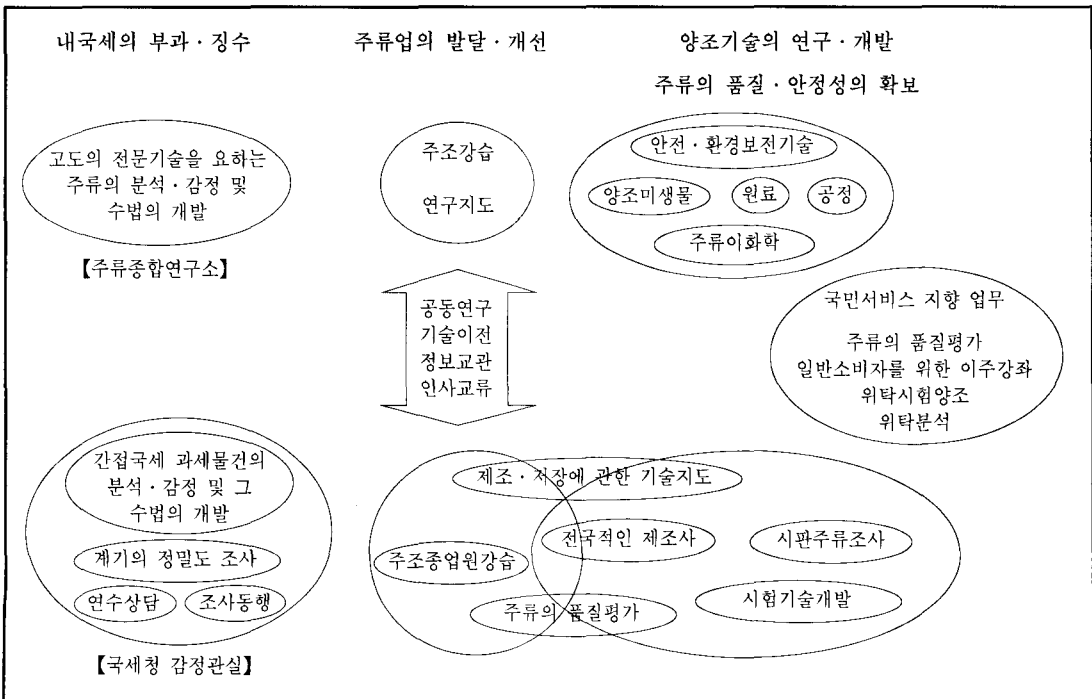 내국세의 부과 · 징수
주류업의 발달 · 개선
양조기술의 연구 · 개발
주류의 품질 · 안정성의 확보
고도의 전문기술을 요하는
주류의 분석 · 감정 및
수법의 개발
【주류종합연구소】
주조강습
연구지도
안전 · 환경보전기술
양조미생물
원료
공정
주류이화학
공동연구
기술이전
정보교관
인사교류
국민서비스 지향 업무
주류의 품질평가
일반소비자를 위한 이주강좌
위탁시험양조
위탁분석
간접국세 과세물건의
분석 · 감정 및 그
수법의 개발
계기의 정밀도 조사
연수상담
조사동행
【국세청 감정관실】
제조 · 저장에 관한 기술지도
전국적인 제조사
시판주류조사
주조종업원강습
주류의 품질평가
시험기술개발